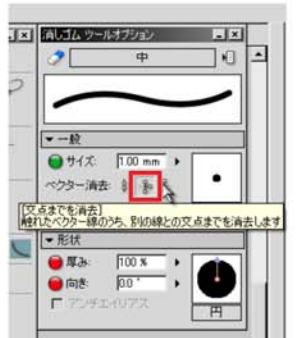 消しゴム ツールオプション
中
一般
サイズ: 1.00 mm
ベクター消去:
[交点までを消去]
触れたベクター線のうち、別の線との交点までを消去します
形状
厚み: 100 %
向き: 0.0 °
アンチエイリアス
円